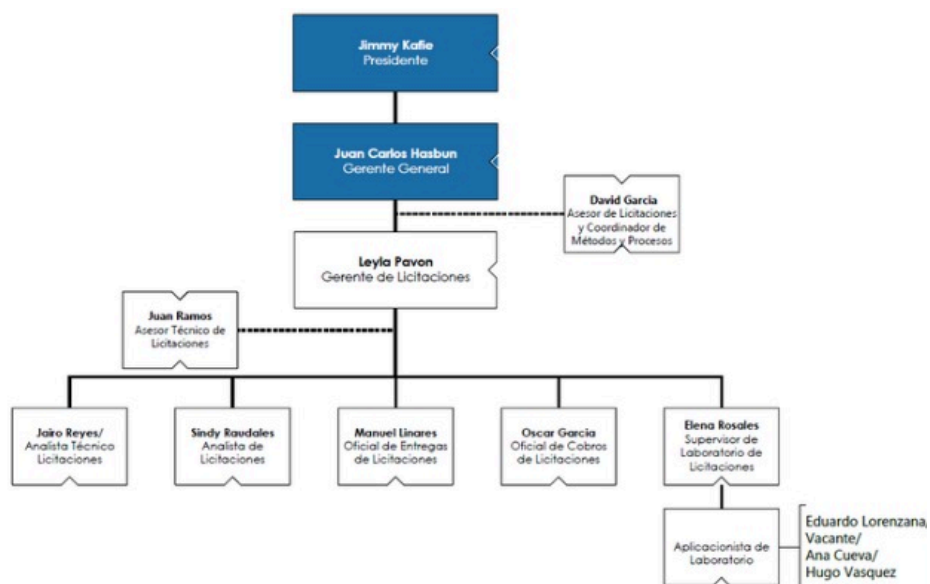 Jimmy Kafie
Presidente
Juan Carlos Hasbun
Gerente General
David Garcia
Asesor de Licitaciones
y Coordinador de
Métodos y Procesos
Leyla Pavon
Gerente de Licitaciones
Juan Ramos
Asesor Técnico de
Licitaciones
Jairo Reyes/
Analista Técnico
Licitaciones
Sindy Raudales
Analista de
Licitaciones
Manuel Linares
Oficial de Entregas
de Licitaciones
Oscar Garcia
Oficial de Cobros
de Licitaciones
Elena Rosales
Supervisor de
Laboratorio de
Licitaciones
Aplicacionista de
Laboratorio
Eduardo Lorenzana/
Vacante/
Ana Cueva/
Hugo Vasquez